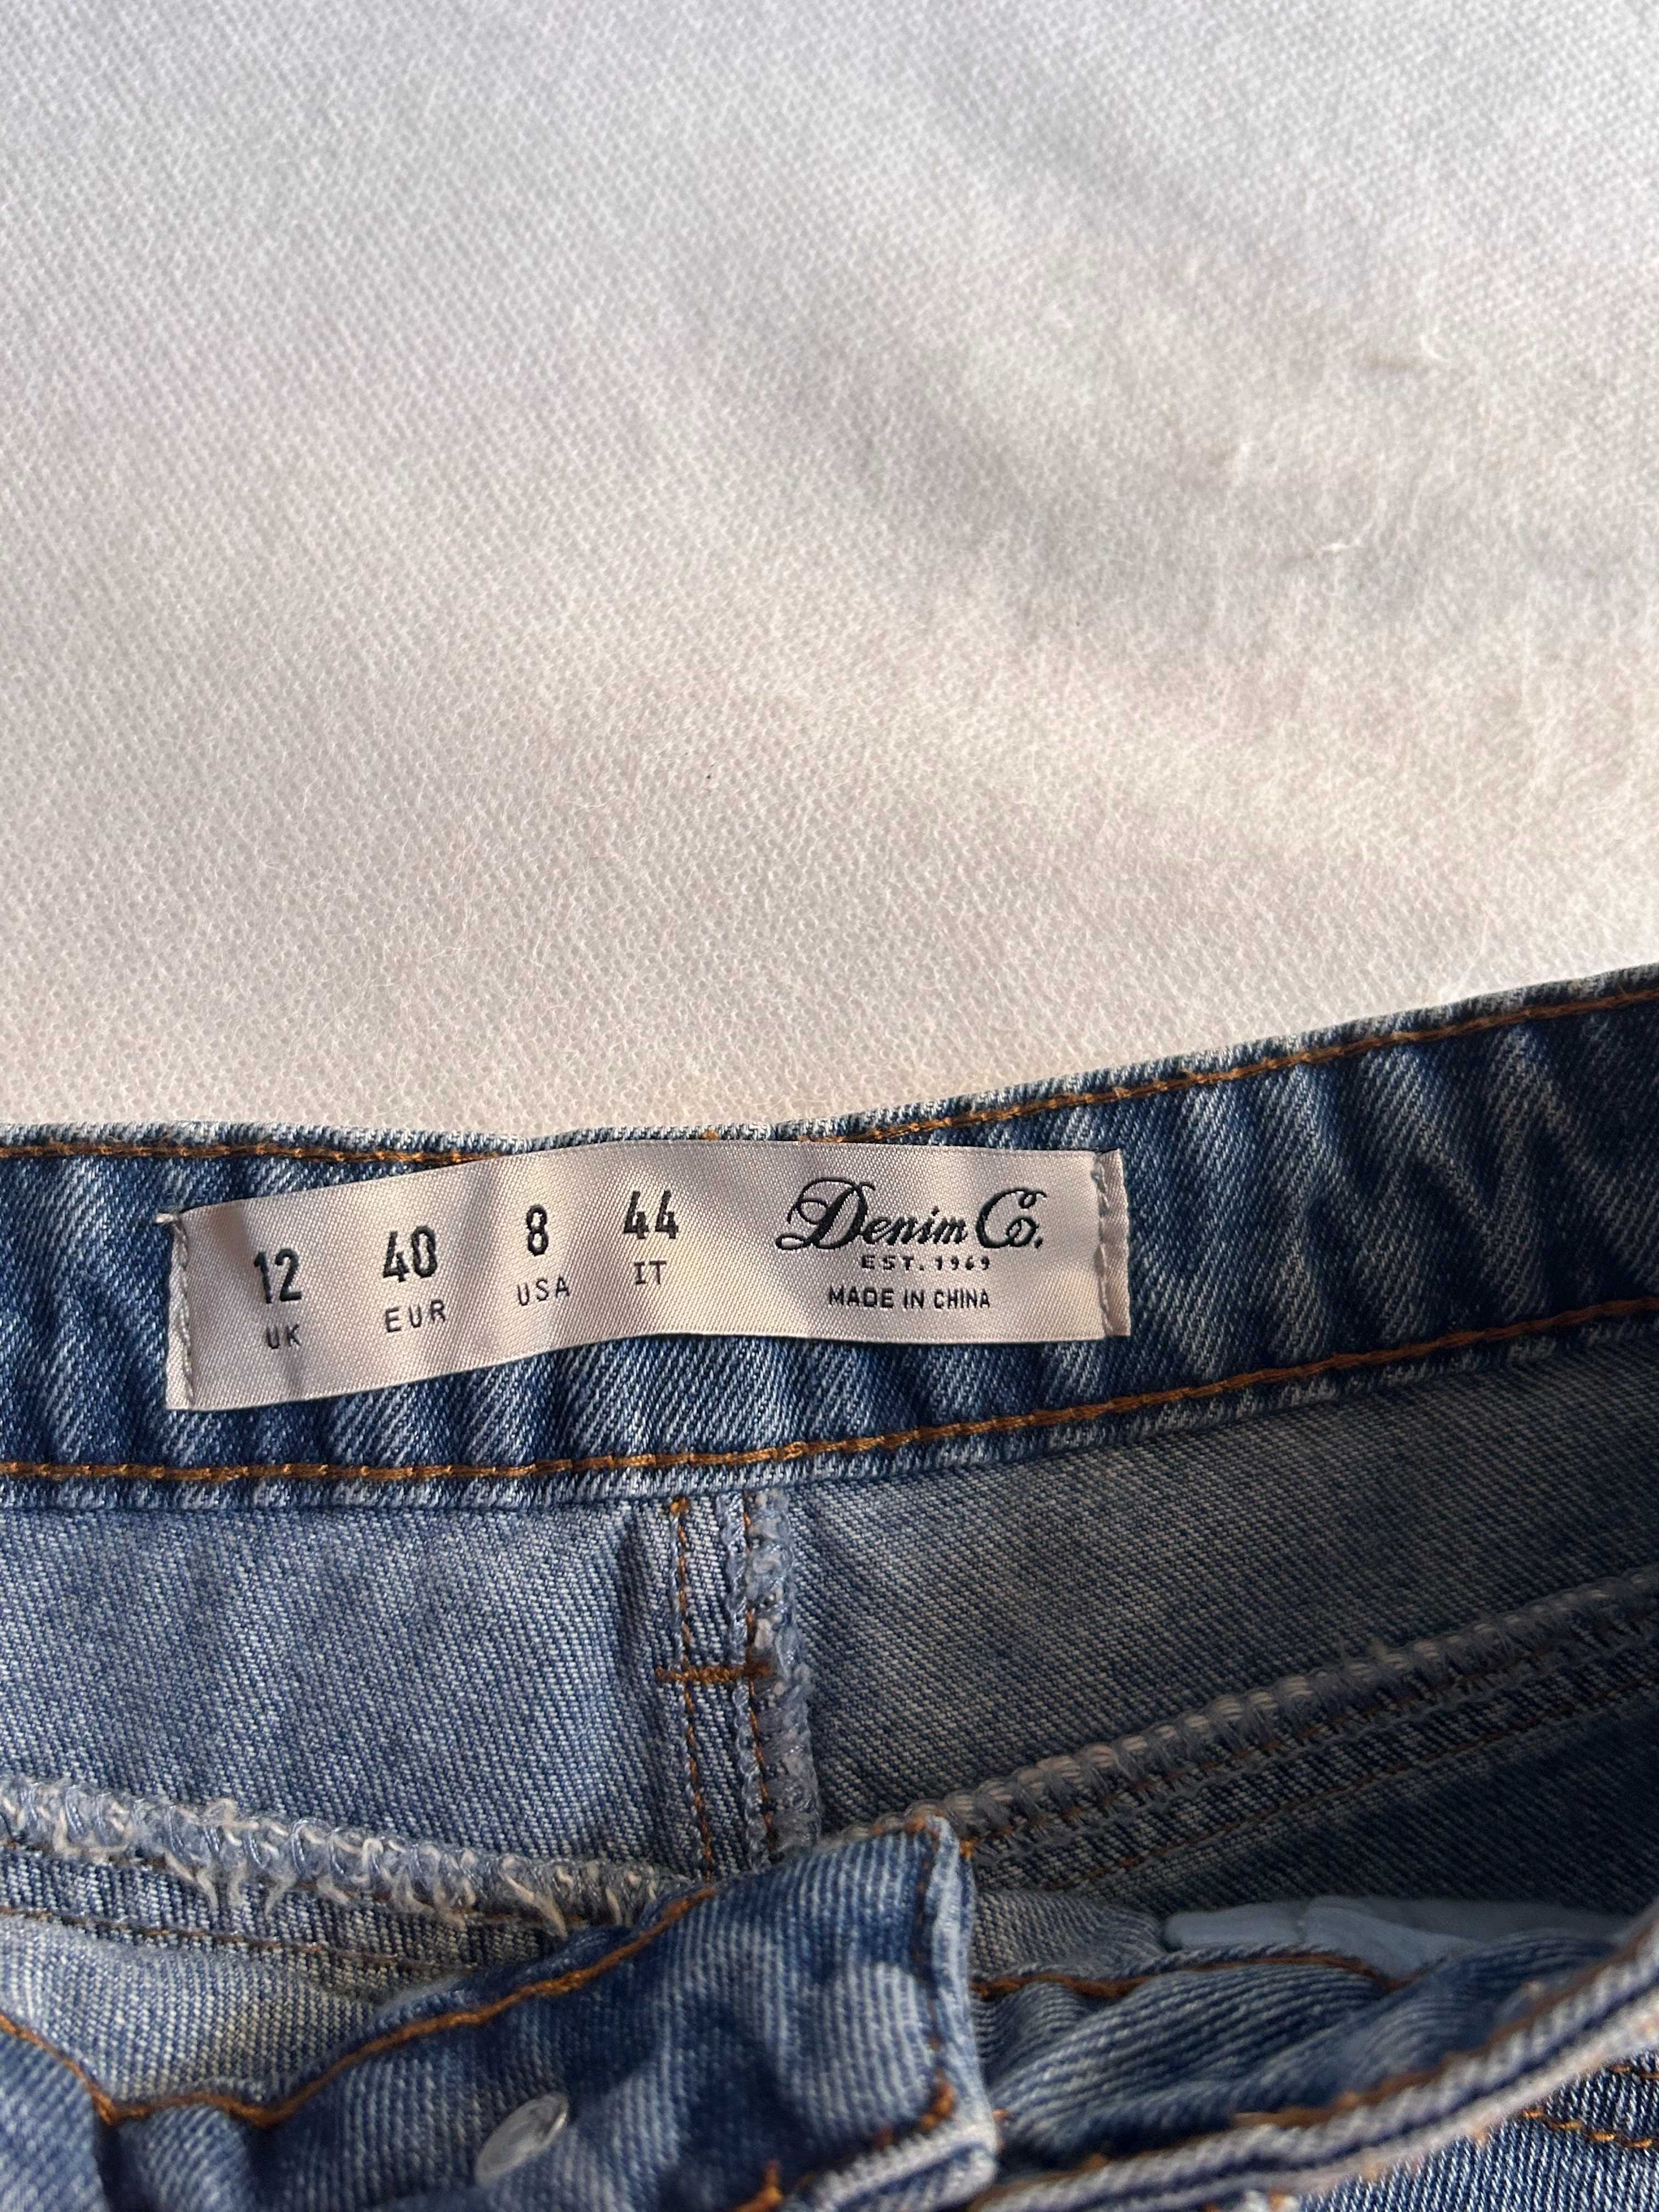 12 40 8 44
UK EUR USA IT
Denim Co.
EST. 1969
MADE IN CHINA